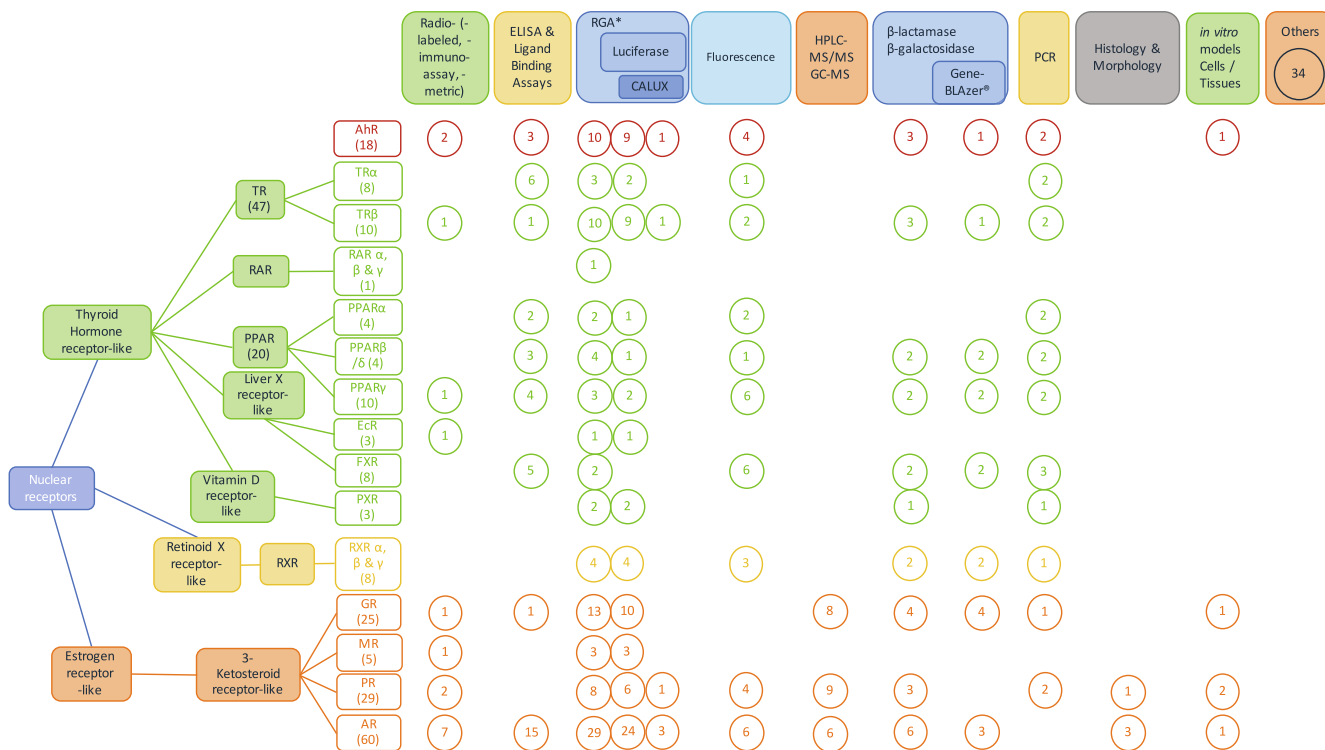 Radio- (-
labeled, -
immuno-
assay, -
metric)
ELISA &
Ligand
Binding
Assays
RGA*
Luciferase
CALUX
Fluorescence
HPLC-
MS/MS
GC-MS
β-lactamase
β-galactosidase
Gene-
BLAzer®
PCR
Histology &
Morphology
in vitro
models
Cells /
Tissues
Others
34
AhR
(18)
2 3 10 9 1 4 3 1 2 1
TR
(47)
TRα
(8)
6 3 2 1 2
TRβ
(10)
1 1 10 9 1 2 3 1 2
RAR
RAR α,
β & γ
(1)
1
Thyroid
Hormone
receptor-like
PPAR
(20)
PPARα
(4)
2 2 1 2 2
PPARβ
/δ (4)
3 4 1 1 2 2 2
Liver X
receptor-
like
PPARγ
(10)
1 4 3 2 6 2 2 2
EcR
(3)
1 1 1
FXR
(8)
5 2 6 2 2 3
Nuclear
receptors
Vitamin D
receptor-
like
PXR
(3)
2 2 1 1
Retinoid X
receptor-
like
RXR
RXR α,
β & γ
(8)
4 4 3 2 2 1
GR
(25)
1 1 13 10 8 4 4 1 1
MR
(5)
1 3 3
Estrogen
receptor
-like
3-
Ketosteroid
receptor-like
PR
(29)
2 8 6 1 4 9 3 2 1 2
AR
(60)
7 15 29 24 3 6 6 6 3 3 1